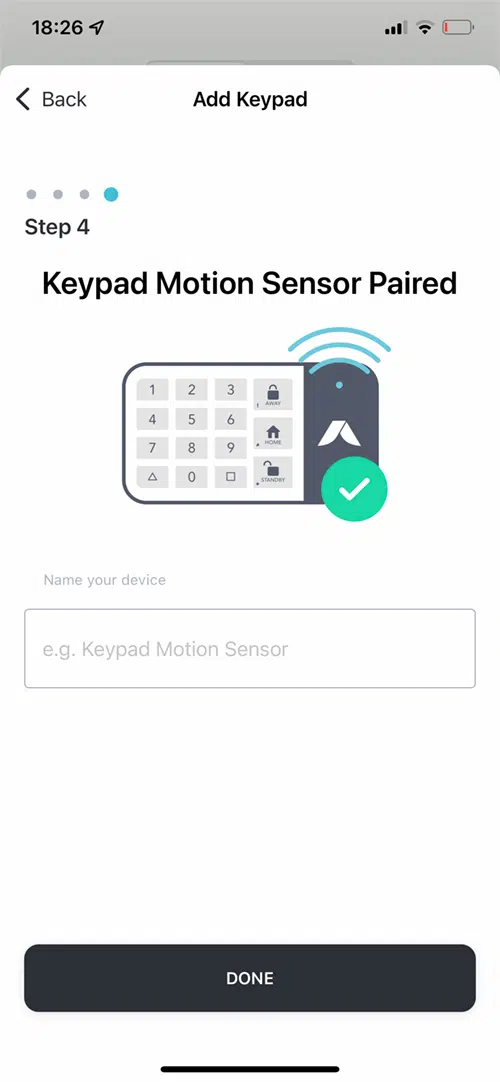 18:26
Back
Add Keypad
Step 4
Keypad Motion Sensor Paired
1 2 3 AWAY
4 5 6 HOME
7 8 9 STANDBY
0
Name your device
e.g. Keypad Motion Sensor
DONE